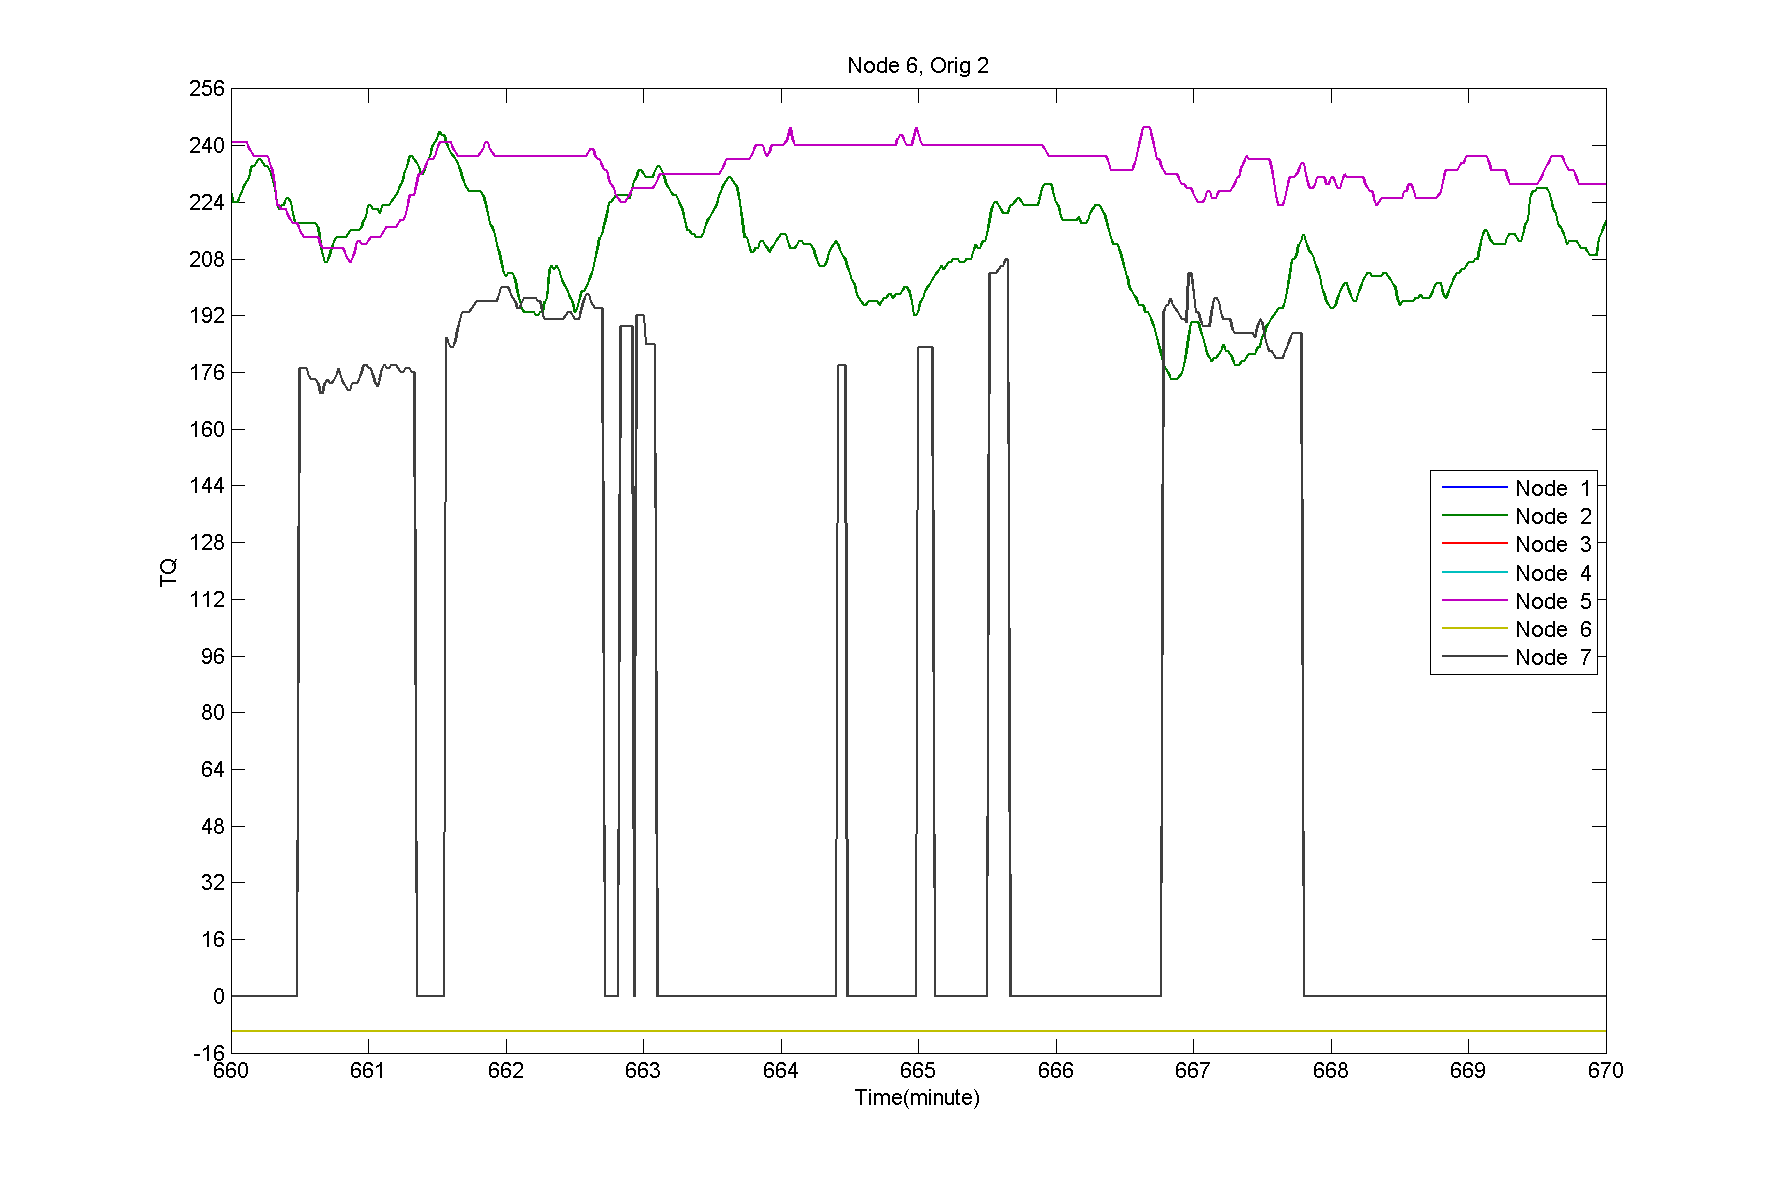 Node 6, Orig 2
256
240
224
208
192
176
160
144
128
112
96
80
64
48
32
16
0
-16
TQ
Node 1
Node 2
Node 3
Node 4
Node 5
Node 6
Node 7
660 661 662 663 664 665 666 667 668 669 670
Time(minute)